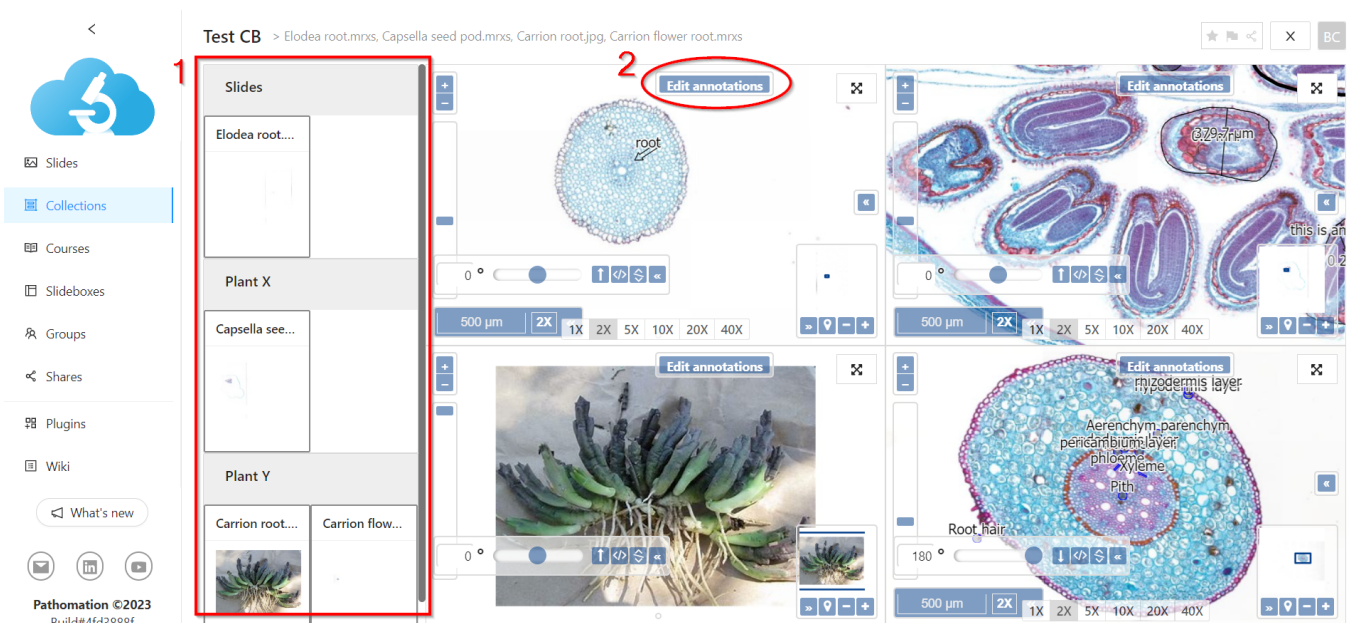 Test CB > Elodea root.mrxs, Capsella seed pod.mrxs, Carrion root.jpg, Carrion flower root.mrxs
BC
Slides
Collections
Courses
Slideboxes
Groups
Shares
Plugins
Wiki
What's new
Pathomation ©2023
Build#4fd3888f
1
Slides
Elodea root....
Plant X
Capsella see...
Plant Y
Carrion root....
Carrion flow...
2
Edit annotations
root
0 °
500 µm
2X
1X 2X 5X 10X 20X 40X
Edit annotations
this is an
0 °
500 µm
2X
1X 2X 5X 10X 20X 40X
Edit annotations
0 °
Edit annotations
rhizodermis layer
Aerenchym parenchym
pericambium layer
phloeme
Xyleme
Pith
Root hair
180 °
500 µm
2X
1X 2X 5X 10X 20X 40X